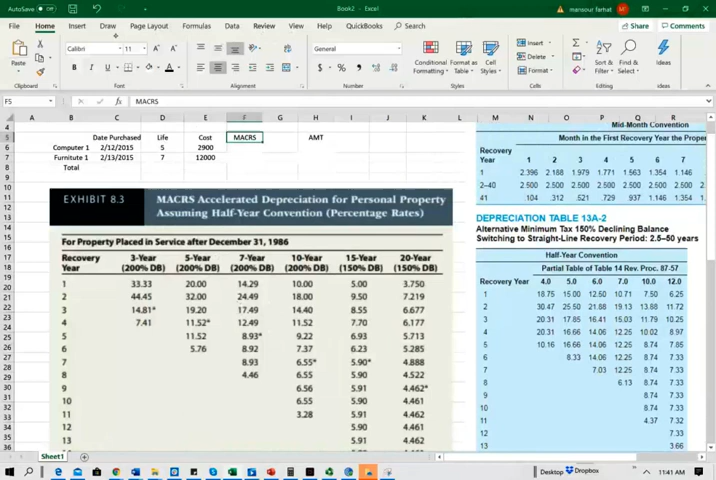 AutoSave Off
Book2 - Excel
mansour farhat MF
File Home Insert Draw Page Layout Formulas Data Review View Help QuickBooks Search
Share Comments
Paste
Calibri 11
General
Conditional Formatting Format as Table Cell Styles
Insert
Delete
Format
Sort & Filter
Find & Select
Ideas
Clipboard Font Alignment Number Styles Cells Editing Ideas
F5 MACRS
A B C D E F G H I J K L M N O P Q R
Date Purchased Life Cost MACRS AMT
Computer 1 2/12/2015 5 2900
Furnitute 1 2/13/2015 7 12000
Total
EXHIBIT 8.3
MACRS Accelerated Depreciation for Personal Property
Assuming Half-Year Convention (Percentage Rates)
For Property Placed in Service after December 31, 1986
Recovery Year 3-Year (200% DB) 5-Year (200% DB) 7-Year (200% DB) 10-Year (200% DB) 15-Year (150% DB) 20-Year (150% DB)
1 33.33 20.00 14.29 10.00 5.00 3.750
2 44.45 32.00 24.49 18.00 9.50 7.219
3 14.81* 19.20 17.49 14.40 8.55 6.677
4 7.41 11.52* 12.49 11.52 7.70 6.177
5 11.52 8.93* 9.22 6.93 5.713
6 5.76 8.92 7.37 6.23 5.285
7 8.93 6.55* 5.90* 4.888
8 4.46 6.55 5.90 4.522
9 6.56 5.91 4.462*
10 6.55 5.90 4.461
11 3.28 5.91 4.462
12 5.90 4.461
13 5.91 4.462
Mid-Month Convention
Month in the First Recovery Year the Proper
Recovery Year 1 2 3 4 5 6 7
1 2.396 2.188 1.979 1.771 1.563 1.354 1.146
2–40 2.500 2.500 2.500 2.500 2.500 2.500 2.500
41 .104 .312 .521 .729 .937 1.146 1.354
DEPRECIATION TABLE 13A-2
Alternative Minimum Tax 150% Declining Balance
Switching to Straight-Line Recovery Period: 2.5–50 years
Half-Year Convention
Partial Table of Table 14 Rev. Proc. 87-57
Recovery Year 4.0 5.0 6.0 7.0 10.0 12.0
1 18.75 15.00 12.50 10.71 7.50 6.25
2 30.47 25.50 21.88 19.13 13.88 11.72
3 20.31 17.85 16.41 15.03 11.79 10.25
4 20.31 16.66 14.06 12.25 10.02 8.97
5 10.16 16.66 14.06 12.25 8.74 7.85
6 8.33 14.06 12.25 8.74 7.33
7 7.03 12.25 8.74 7.33
8 6.13 8.74 7.33
9 8.74 7.33
10 8.74 7.33
11 4.37 7.32
12 7.33
13 3.66
Sheet1
Desktop Dropbox
11:41 AM